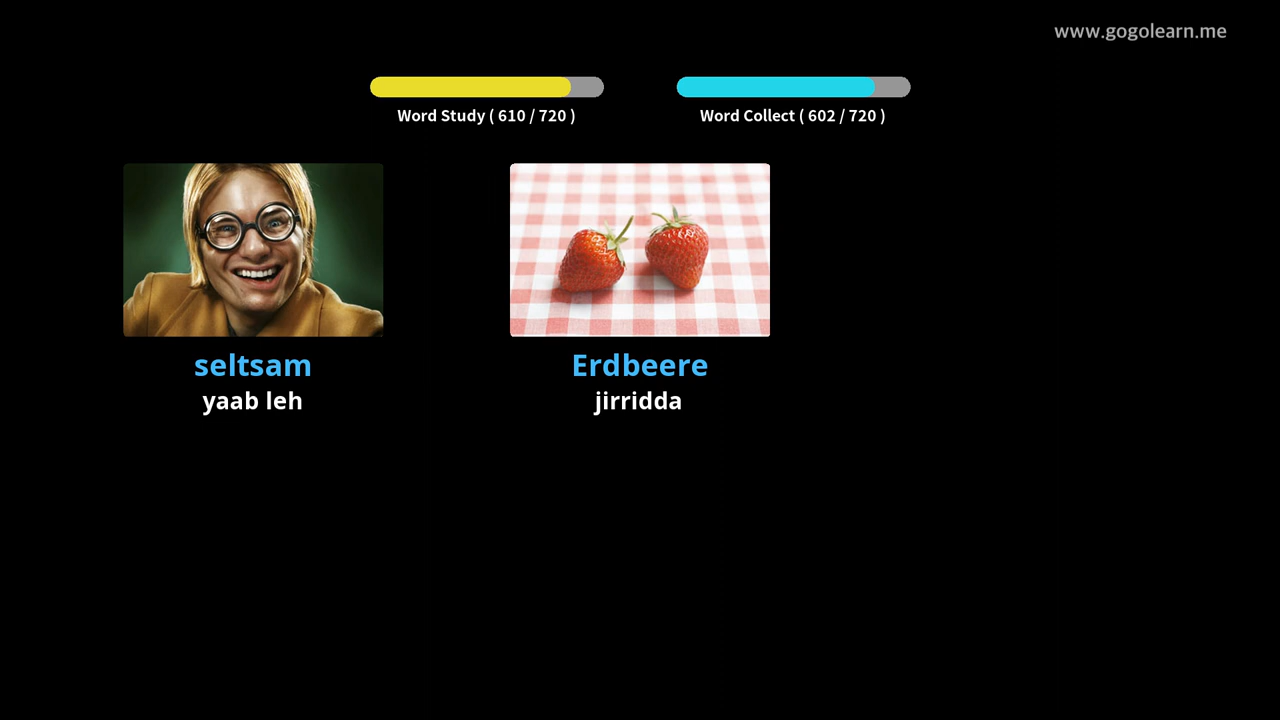 www.gogolearn.me
Word Study ( 610 / 720 )
Word Collect ( 602 / 720 )
seltsam
yaab leh
Erdbeere
jirridda